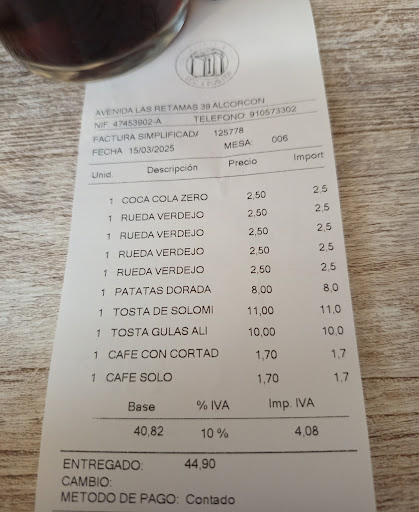 AVENIDA LAS RETAMAS 39 ALCORCON
NIF: 47453902-A TELEFONO: 910573302
FACTURA SIMPLIFICADA 125778
FECHA 15/03/2025 MESA: 006
Unid. Descripción Precio Import
1 COCA COLA ZERO 2,50 2,5
1 RUEDA VERDEJO 2,50 2,5
1 RUEDA VERDEJO 2,50 2,5
1 RUEDA VERDEJO 2,50 2,5
1 RUEDA VERDEJO 2,50 2,5
1 PATATAS DORADA 8,00 8,0
1 TOSTA DE SOLOMI 11,00 11,0
1 TOSTA GULAS ALI 10,00 10,0
1 CAFE CON CORTAD 1,70 1,7
1 CAFE SOLO 1,70 1,7
Base % IVA Imp. IVA
40,82 10 % 4,08
ENTREGADO: 44,90
CAMBIO:
METODO DE PAGO: Contado